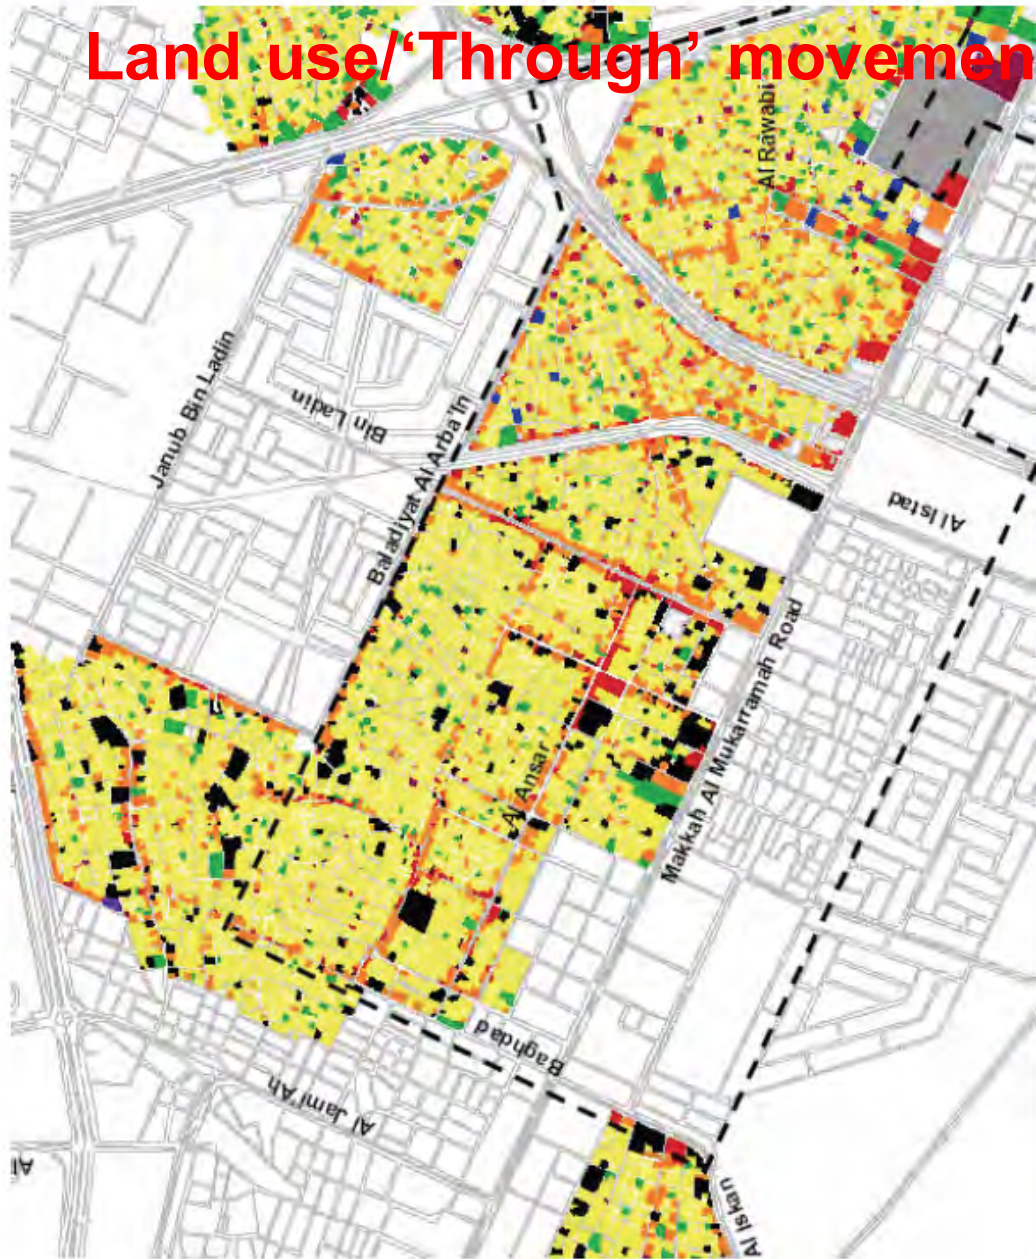 Land use/‘Through’ movemen
Al Rawabi
Janub Bin Ladin
Bin Ladin
Baladiyat Al Arba'In
Al Istad
Makkah Al Mukarramah Road
Al Ansar
Baghdad
Al Jami'Ah
Al
Al Iskan